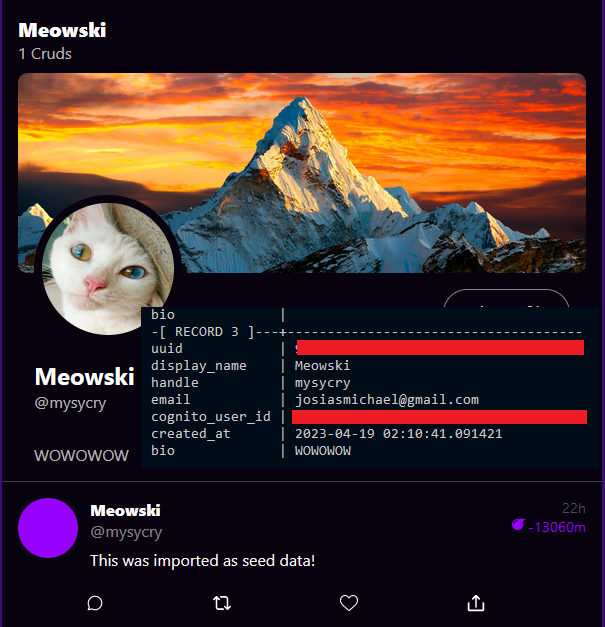 Meowski
1 Cruds
bio |
-[ RECORD 3 ]---+-------------------------------------
uuid |
display_name | Meowski
handle | mysycry
email | josiasmichael@gmail.com
cognito_user_id |
created_at | 2023-04-19 02:10:41.091421
bio | WOWOWOW
Meowski
@mysycry
WOWOWOW
Meowski
22h
@mysycry
-13060m
This was imported as seed data!